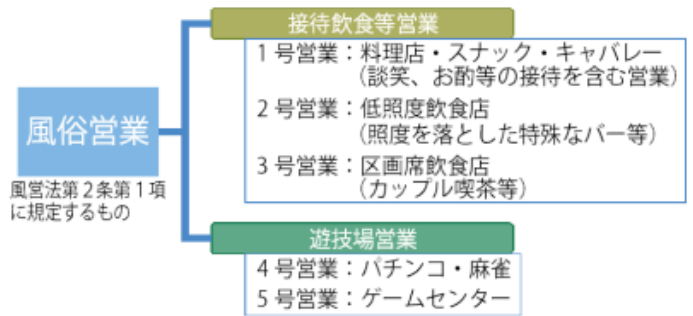 接待飲食等営業
1号営業：料理店・スナック・キャバレー
（談笑、お酌等の接待を含む営業）
2号営業：低照度飲食店
（照度を落とした特殊なバー等）
3号営業：区画席飲食店
（カップル喫茶等）
風俗営業
風営法第2条第1項
に規定するもの
遊技場営業
4号営業：パチンコ・麻雀
5号営業：ゲームセンター